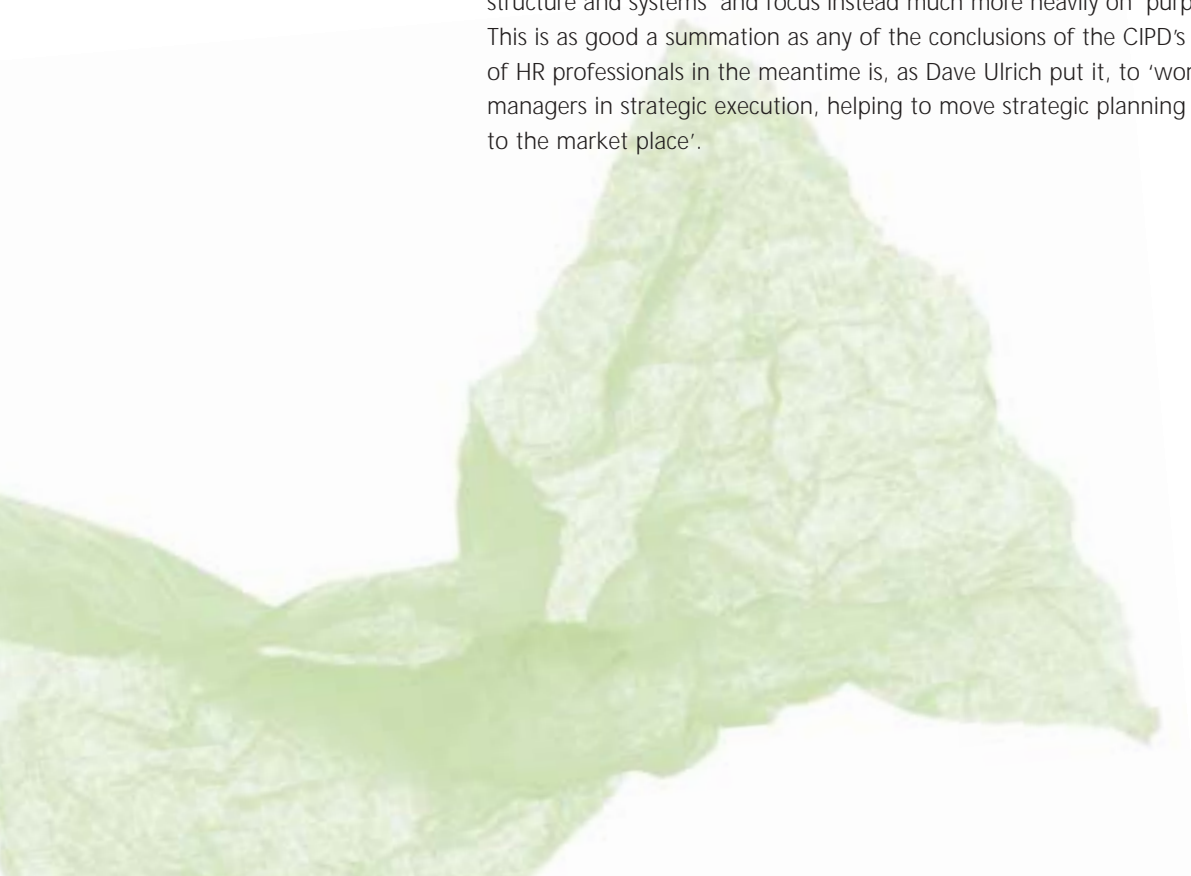 structure and systems' and focus instead much more heavily on
This is as good a summation as any of the conclusions of the CIPD's
of HR professionals in the meantime is, as Dave Ulrich put it, to
managers in strategic execution, helping to move strategic planning
to the market place'.